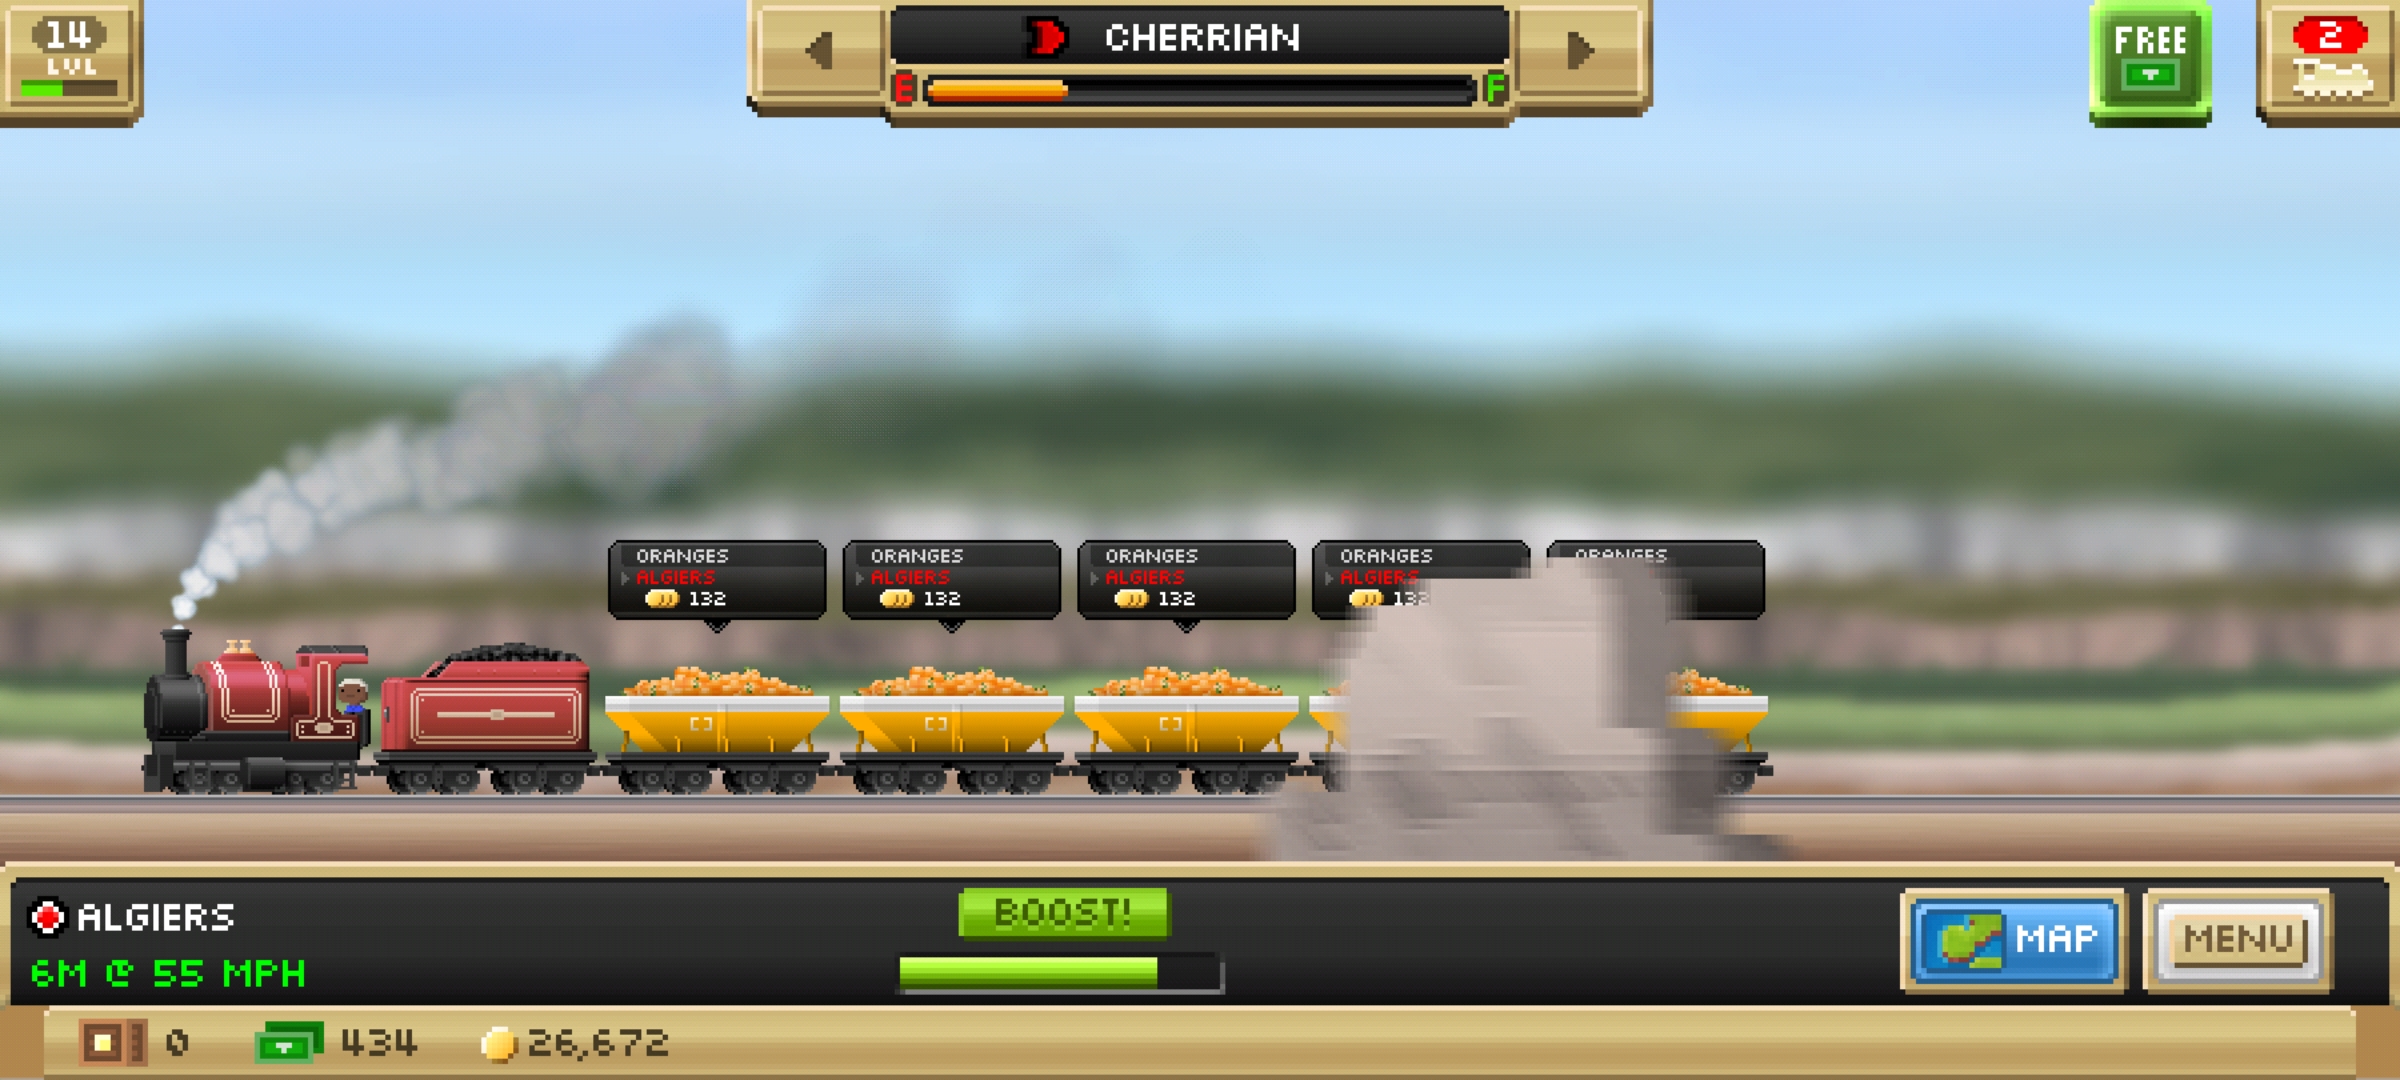 14
LVL
CHERRIAN
E F
FREE
2
ORANGES
ALGIERS
132
ORANGES
ALGIERS
132
ORANGES
ALGIERS
132
ORANGES
ALGIERS
132
ORANGES
ALGIERS
6M @ 55 MPH
BOOST!
MAP
MENU
0
434
26,672